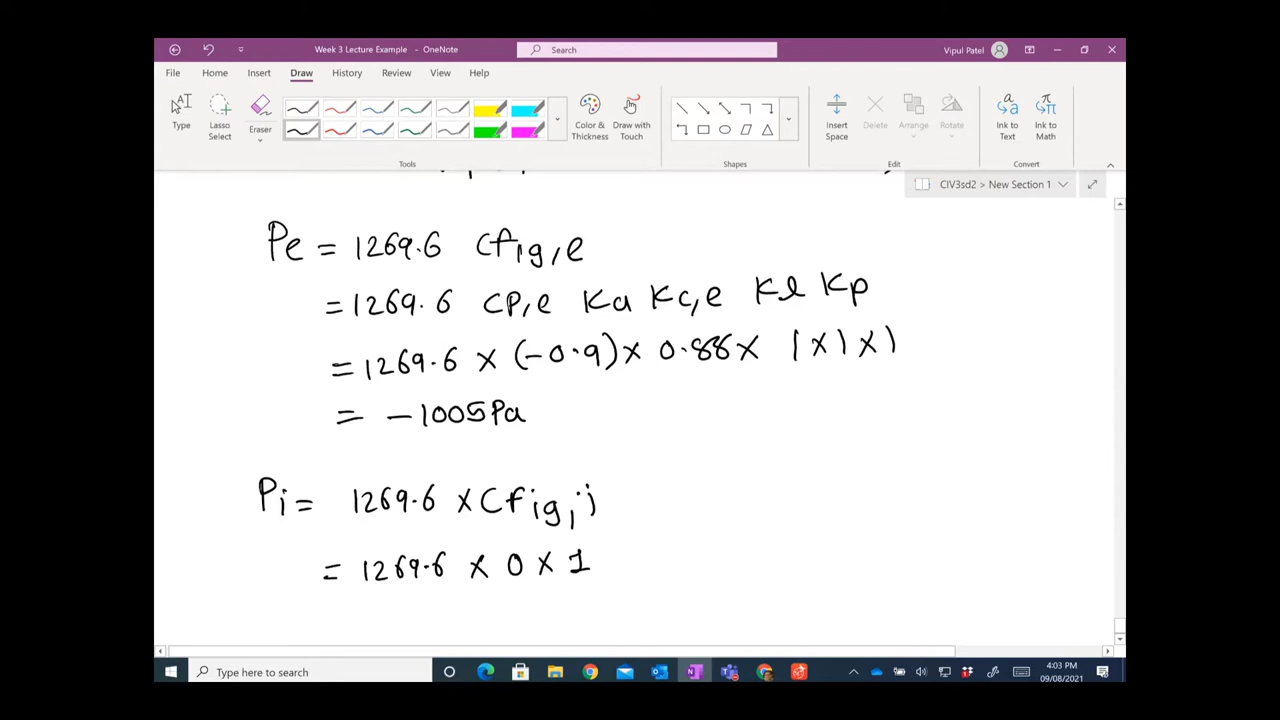 Week 3 Lecture Example - OneNote
Search
Vipul Patel
File Home Insert Draw History Review View Help
Type
Lasso Select
Eraser
Color & Thickness
Draw with Touch
Insert Space
Delete
Arrange
Rotate
Ink to Text
Ink to Math
Tools
Shapes
Edit
Convert
CIV3sd2 > New Section 1
Pe = 1269.6 Cfig,e
= 1269.6 CP,e Ka Kc,e Kl Kp
= 1269.6 x (-0.9) x 0.88 x 1 x 1 x 1
= -1005Pa
Pi = 1269.6 x Cfig,i
= 1269.6 x 0 x 1
Type here to search
4:03 PM
09/08/2021